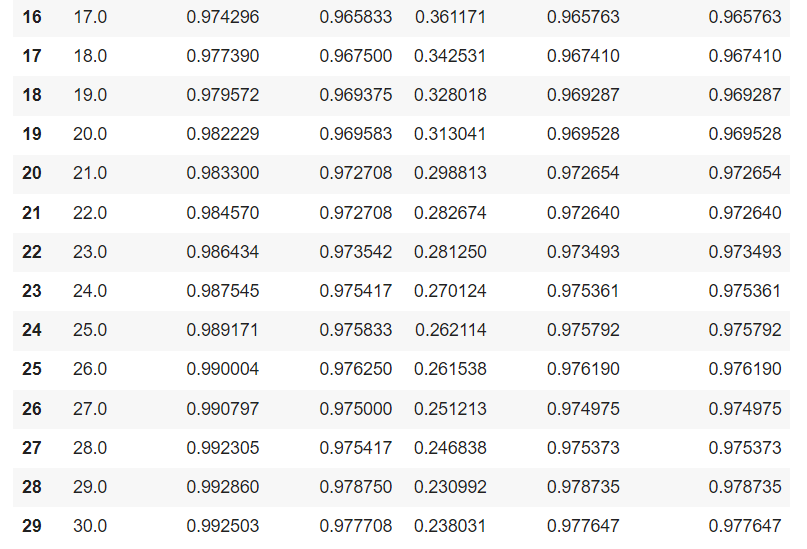 16 17.0 0.974296 0.965833 0.361171 0.965763 0.965763
17 18.0 0.977390 0.967500 0.342531 0.967410 0.967410
18 19.0 0.979572 0.969375 0.328018 0.969287 0.969287
19 20.0 0.982229 0.969583 0.313041 0.969528 0.969528
20 21.0 0.983300 0.972708 0.298813 0.972654 0.972654
21 22.0 0.984570 0.972708 0.282674 0.972640 0.972640
22 23.0 0.986434 0.973542 0.281250 0.973493 0.973493
23 24.0 0.987545 0.975417 0.270124 0.975361 0.975361
24 25.0 0.989171 0.975833 0.262114 0.975792 0.975792
25 26.0 0.990004 0.976250 0.261538 0.976190 0.976190
26 27.0 0.990797 0.975000 0.251213 0.974975 0.974975
27 28.0 0.992305 0.975417 0.246838 0.975373 0.975373
28 29.0 0.992860 0.978750 0.230992 0.978735 0.978735
29 30.0 0.992503 0.977708 0.238031 0.977647 0.977647